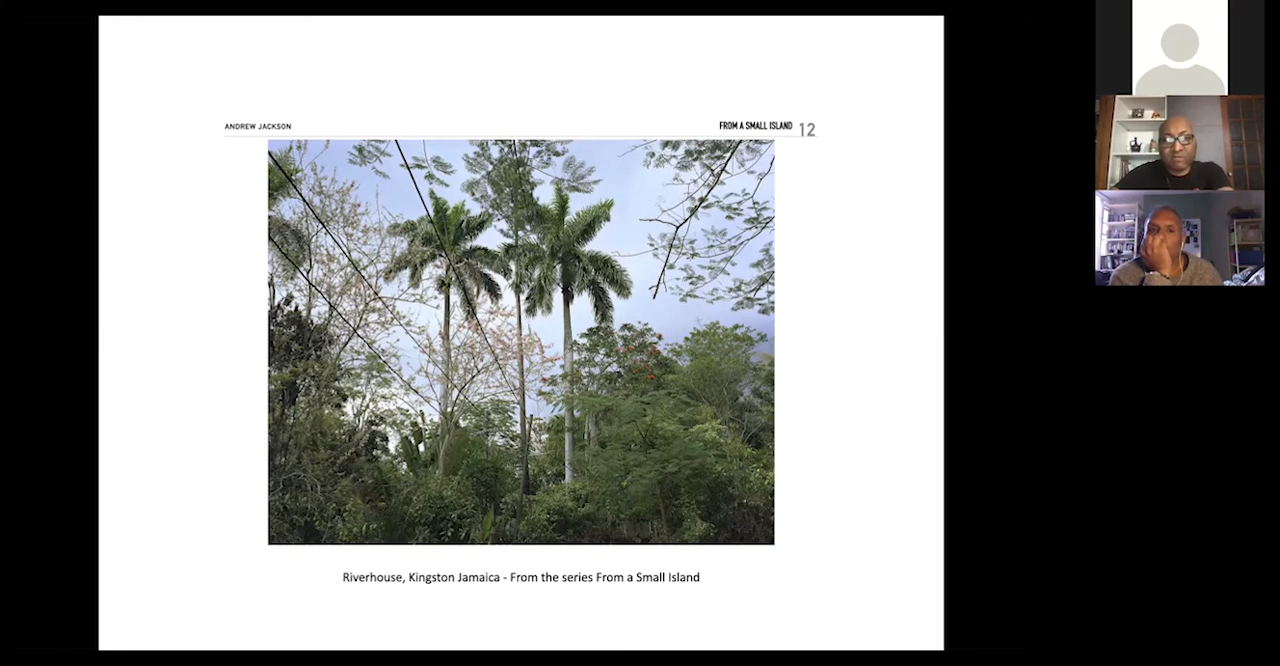 ANDREW JACKSON
FROM A SMALL ISLAND 12
Riverhouse, Kingston Jamaica - From the series From a Small Island